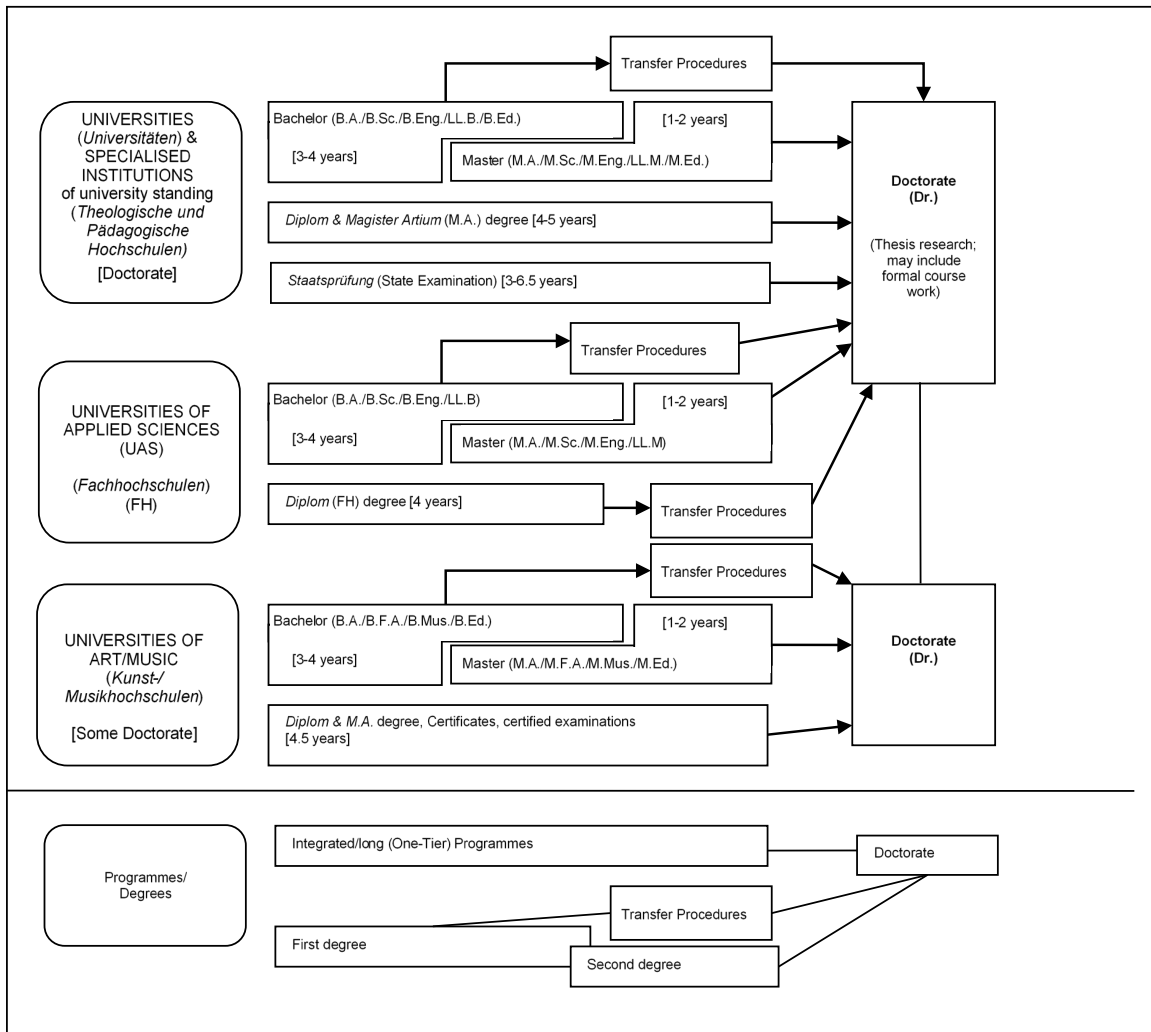 Transfer Procedures
UNIVERSITIES
(Universitäten) &
SPECIALISED
INSTITUTIONS
of university standing
(Theologische und
Pädagogische
Hochschulen)
[Doctorate]
Bachelor (B.A./B.Sc./B.Eng./LL.B./B.Ed.)
[3-4 years]
[1-2 years]
Master (M.A./M.Sc./M.Eng./LL.M./M.Ed.)
Diplom & Magister Artium (M.A.) degree [4-5 years]
Staatsprüfung (State Examination) [3-6.5 years]
Doctorate
(Dr.)
(Thesis research;
may include
formal course
work)
Transfer Procedures
UNIVERSITIES OF
APPLIED SCIENCES
(UAS)
(Fachhochschulen)
(FH)
Bachelor (B.A./B.Sc./B.Eng./LL.B)
[3-4 years]
[1-2 years]
Master (M.A./M.Sc./M.Eng./LL.M)
Diplom (FH) degree [4 years]
Transfer Procedures
Transfer Procedures
UNIVERSITIES OF
ART/MUSIC
(Kunst-/
Musikhochschulen)
[Some Doctorate]
Bachelor (B.A./B.F.A./B.Mus./B.Ed.)
[3-4 years]
[1-2 years]
Master (M.A./M.F.A./M.Mus./M.Ed.)
Diplom & M.A. degree, Certificates, certified examinations
[4.5 years]
Doctorate
(Dr.)
Programmes/
Degrees
Integrated/long (One-Tier) Programmes
Doctorate
Transfer Procedures
First degree
Second degree